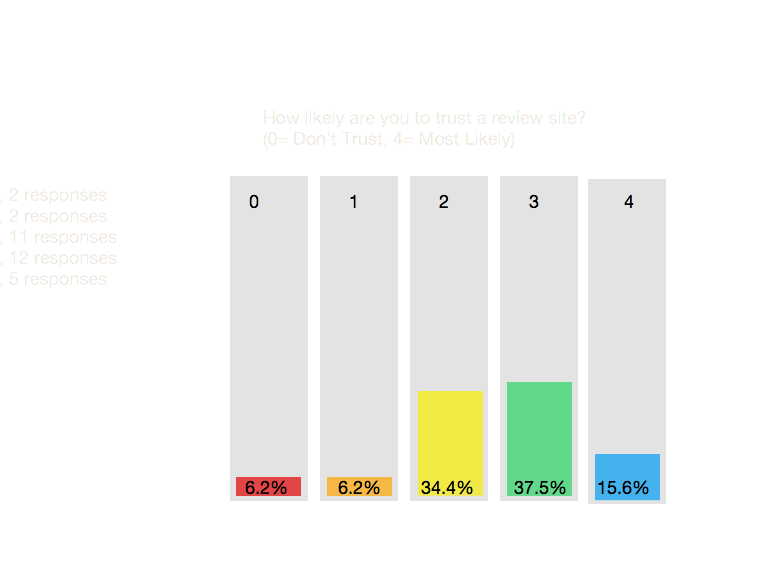 How likely are you to trust a review site?
(0= Don't Trust, 4= Most Likely)
, 2 responses
, 2 responses
, 11 responses
, 12 responses
, 5 responses
0 1 2 3 4
6.2% 6.2% 34.4% 37.5% 15.6%